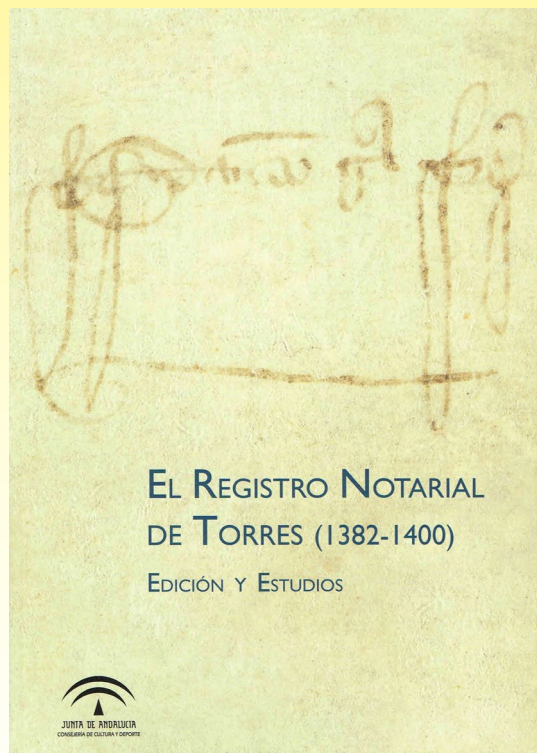 EL REGISTRO NOTARIAL
DE TORRES (1382-1400)
EDICIÓN Y ESTUDIOS
JUNTA DE ANDALUCIA
CONSEJERÍA DE CULTURA Y DEPORTE